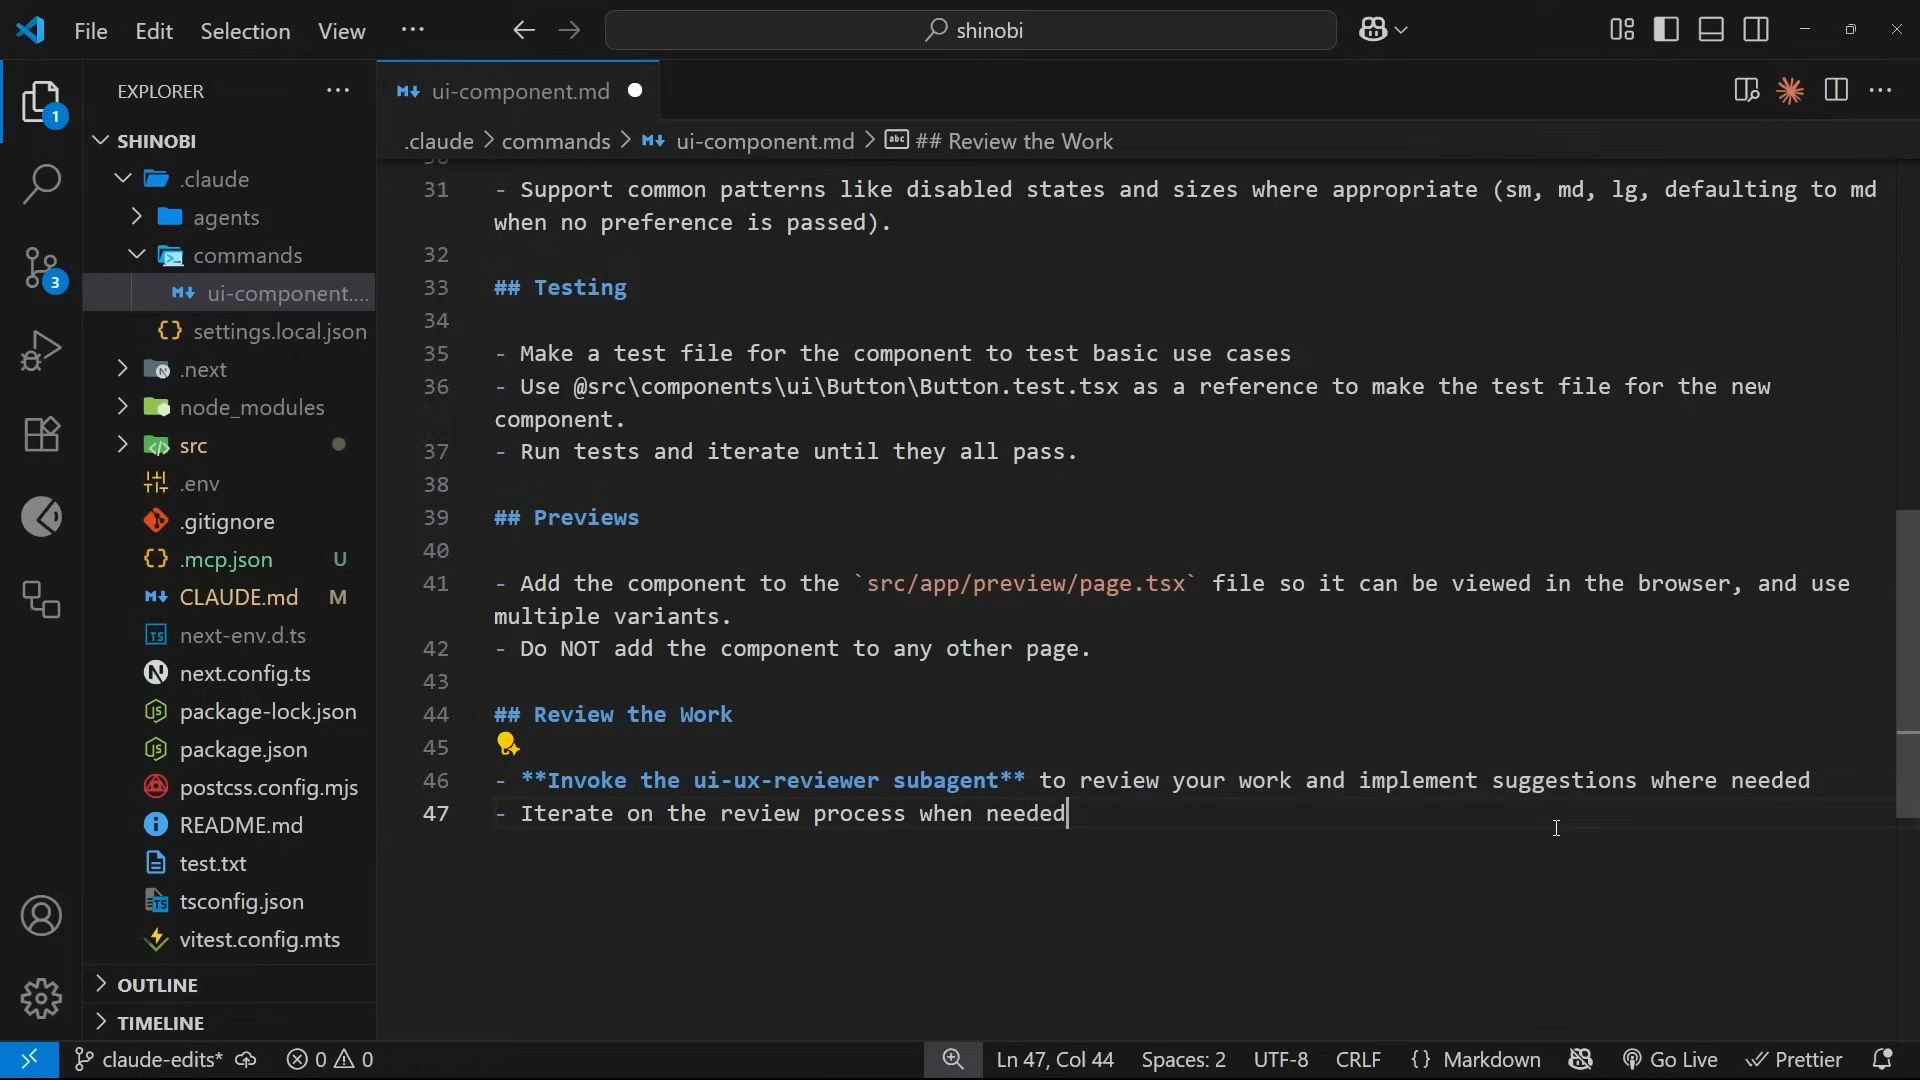 File Edit Selection View ···
shinobi
EXPLORER
SHINOBI
.claude
agents
commands
ui-component....
settings.local.json
.next
node_modules
src
.env
.gitignore
.mcp.json U
CLAUDE.md M
next-env.d.ts
next.config.ts
package-lock.json
package.json
postcss.config.mjs
README.md
test.txt
tsconfig.json
vitest.config.mts
OUTLINE
TIMELINE
1
3
ui-component.md
.claude > commands > ui-component.md > ## Review the Work
31 - Support common patterns like disabled states and sizes where appropriate (sm, md, lg, defaulting to md
when no preference is passed).
32
33 ## Testing
34
35 - Make a test file for the component to test basic use cases
36 - Use @src\components\ui\Button\Button.test.tsx as a reference to make the test file for the new
component.
37 - Run tests and iterate until they all pass.
38
39 ## Previews
40
41 - Add the component to the `src/app/preview/page.tsx` file so it can be viewed in the browser, and use
multiple variants.
42 - Do NOT add the component to any other page.
43
44 ## Review the Work
45
46 - **Invoke the ui-ux-reviewer subagent** to review your work and implement suggestions where needed
47 - Iterate on the review process when needed
claude-edits* 0 0 Ln 47, Col 44 Spaces: 2 UTF-8 CRLF {} Markdown Go Live Prettier